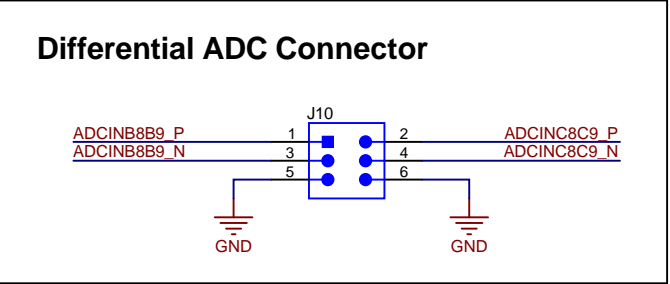 Differential ADC Connector
J10
ADCINB8B9_P 1 2 ADCINC8C9_P
ADCINB8B9_N 3 4 ADCINC8C9_N
5 6
GND GND